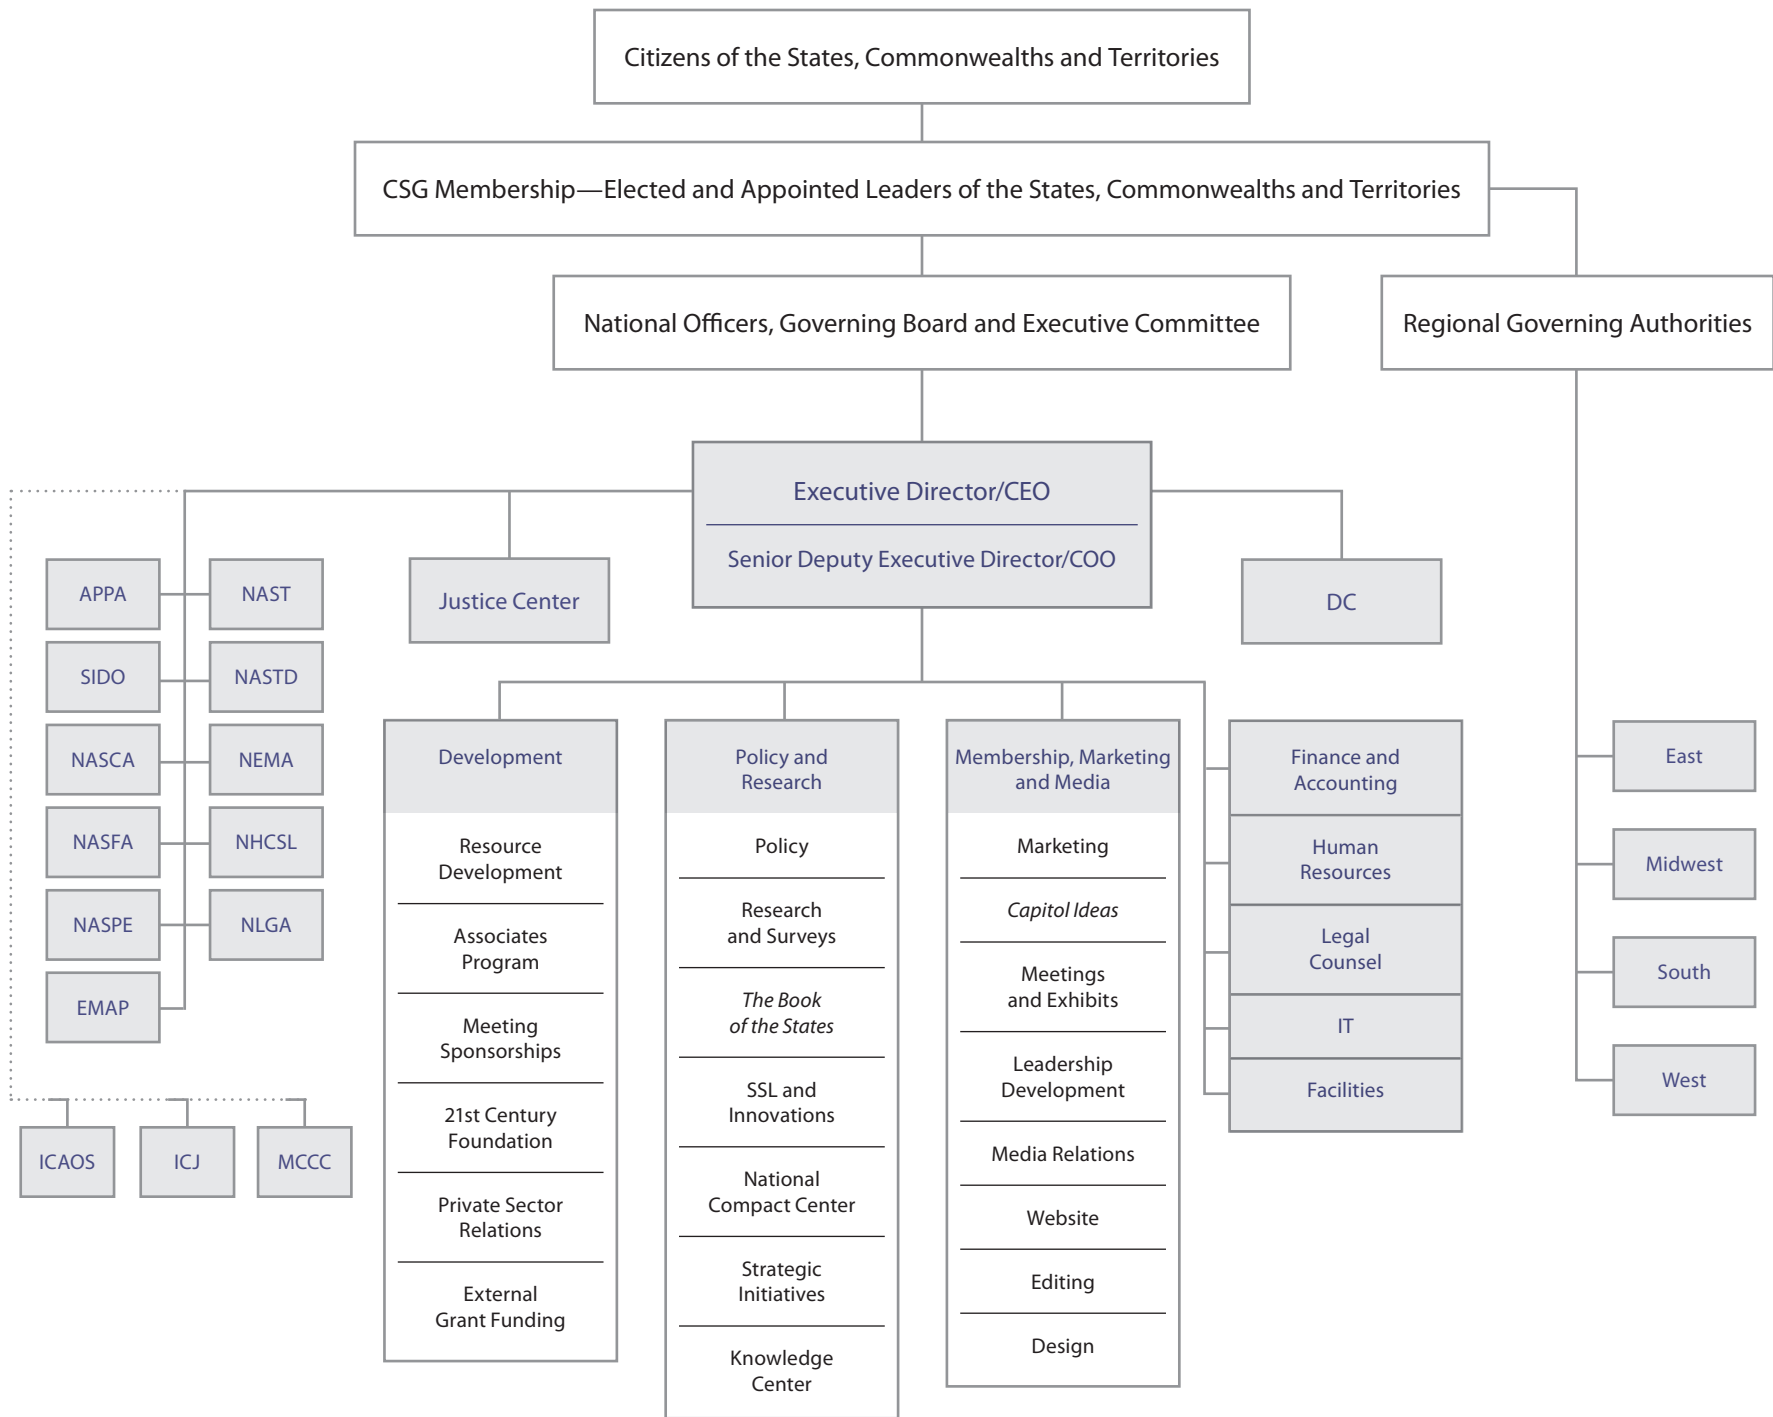 Citizens of the States, Commonwealths and Territories
CSG Membership—Elected and Appointed Leaders of the States, Commonwealths and Territories
National Officers, Governing Board and Executive Committee
Regional Governing Authorities
Executive Director/CEO
Senior Deputy Executive Director/COO
Justice Center
DC
APPA
NAST
SIDO
NASTD
NASCA
NEMA
NASFA
NHCSL
NASPE
NLGA
EMAP
ICAOS
ICJ
MCCC
Development
Resource
Development
Associates
Program
Meeting
Sponsorships
21st Century
Foundation
Private Sector
Relations
External
Grant Funding
Policy and
Research
Policy
Research
and Surveys
The Book
of the States
SSL and
Innovations
National
Compact Center
Strategic
Initiatives
Knowledge
Center
Membership, Marketing
and Media
Marketing
Capitol Ideas
Meetings
and Exhibits
Leadership
Development
Media Relations
Website
Editing
Design
Finance and
Accounting
Human
Resources
Legal
Counsel
IT
Facilities
East
Midwest
South
West